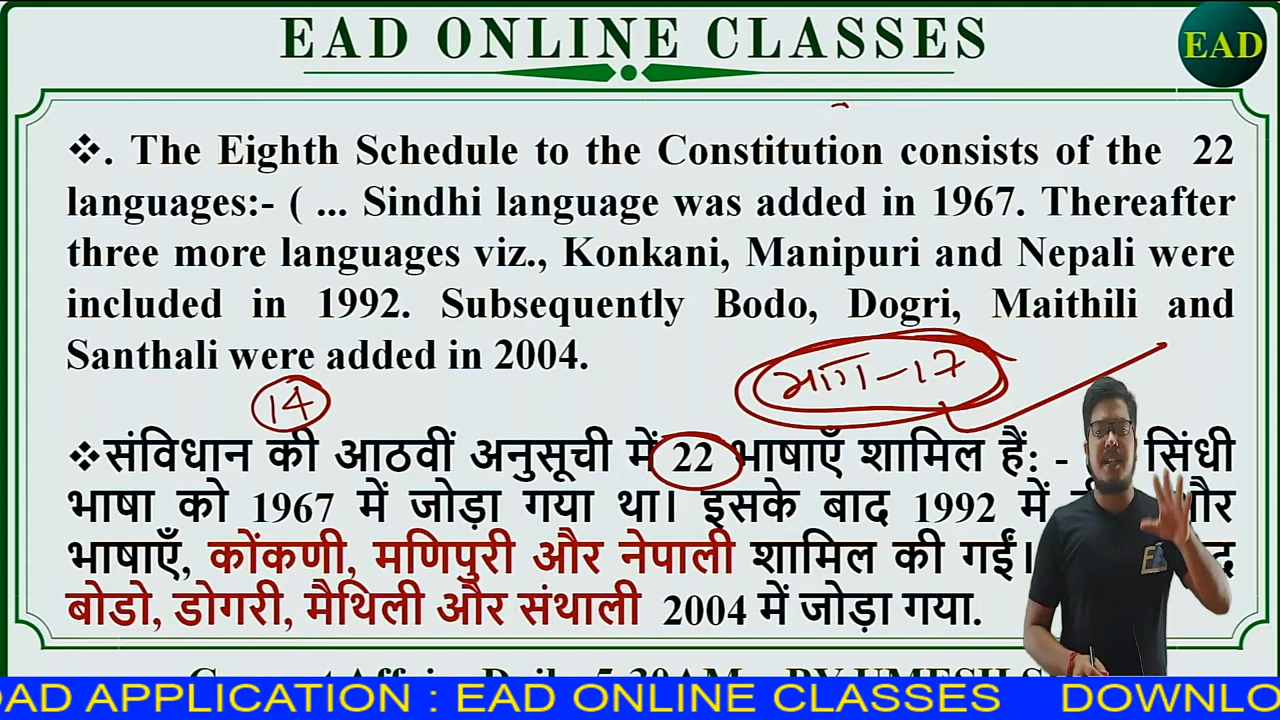 EAD ONLINE CLASSES
EAD
❖. The Eighth Schedule to the Constitution consists of the 22
languages:- ( ... Sindhi language was added in 1967. Thereafter
three more languages viz., Konkani, Manipuri and Nepali were
included in 1992. Subsequently Bodo, Dogri, Maithili and
Santhali were added in 2004.
भाग-17
14
❖संविधान की आठवीं अनुसूची में 22 भाषाएँ शामिल हैं: - सिंधी
भाषा को 1967 में जोड़ा गया था। इसके बाद 1992 में
भाषाएँ, कोंकणी, मणिपुरी और नेपाली शामिल की गईं।
बोडो, डोगरी, मैथिली और संथाली 2004 में जोड़ा गया.
OAD APPLICATION : EAD ONLINE CLASSES DOWNLO